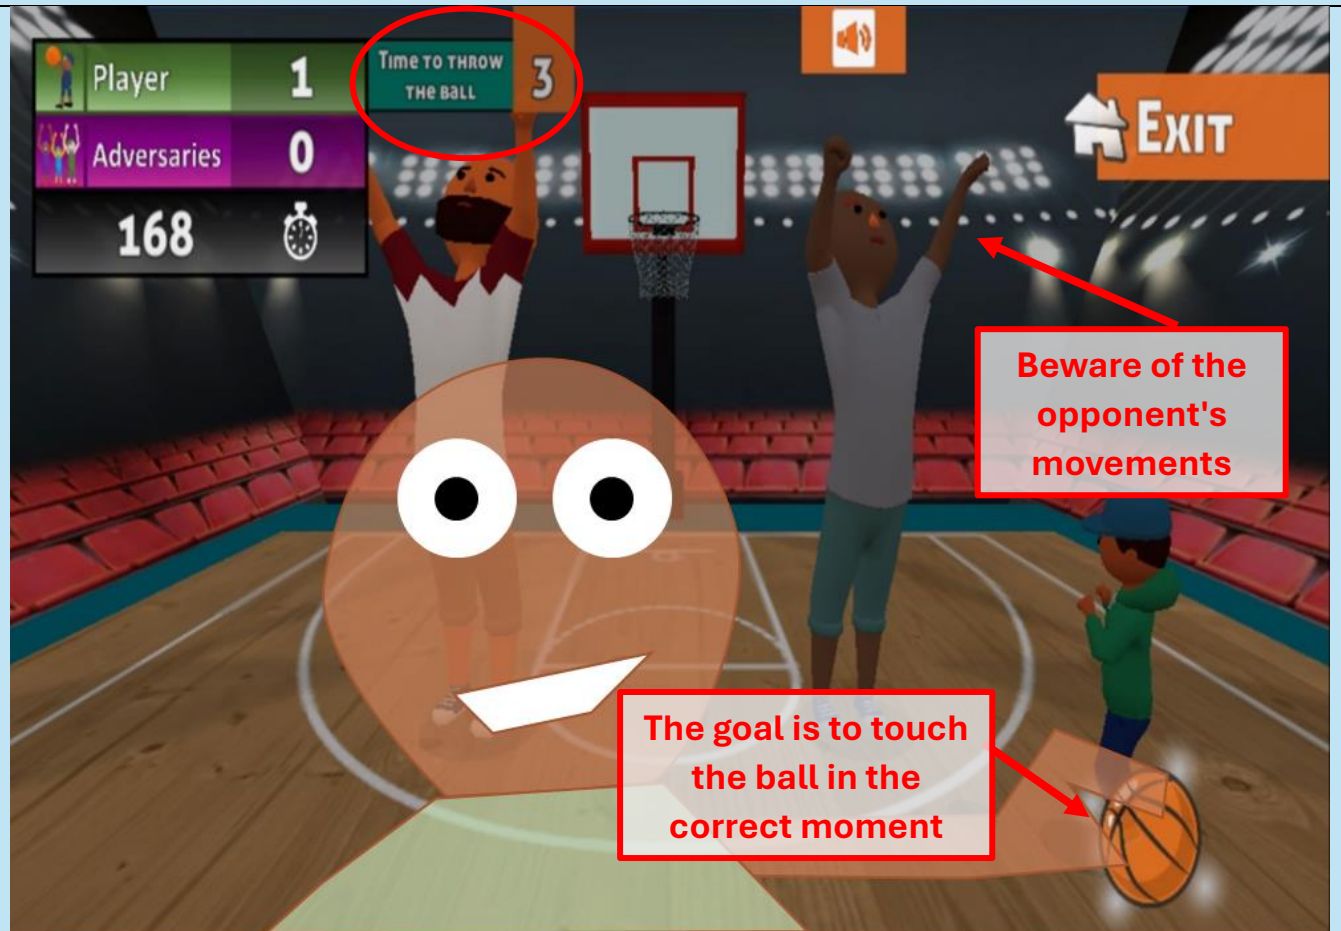 Player 1
Adversaries 0
168
TIME TO THROW
THE BALL
3
EXIT
Beware of the
opponent's
movements
The goal is to touch
the ball in the
correct moment